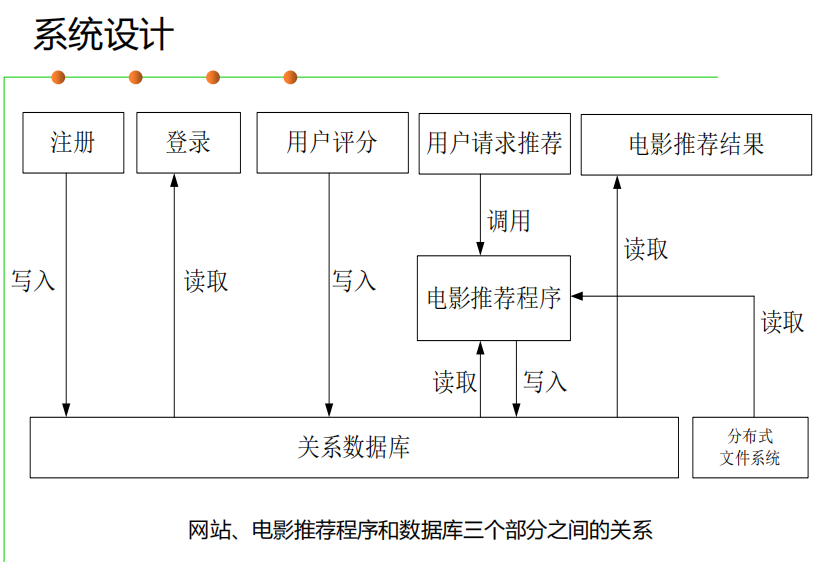 系统设计
注册
登录
用户评分
用户请求推荐
电影推荐结果
调用
写入
读取
写入
读取
电影推荐程序
读取
读取
写入
关系数据库
分布式
文件系统
网站、电影推荐程序和数据库三个部分之间的关系